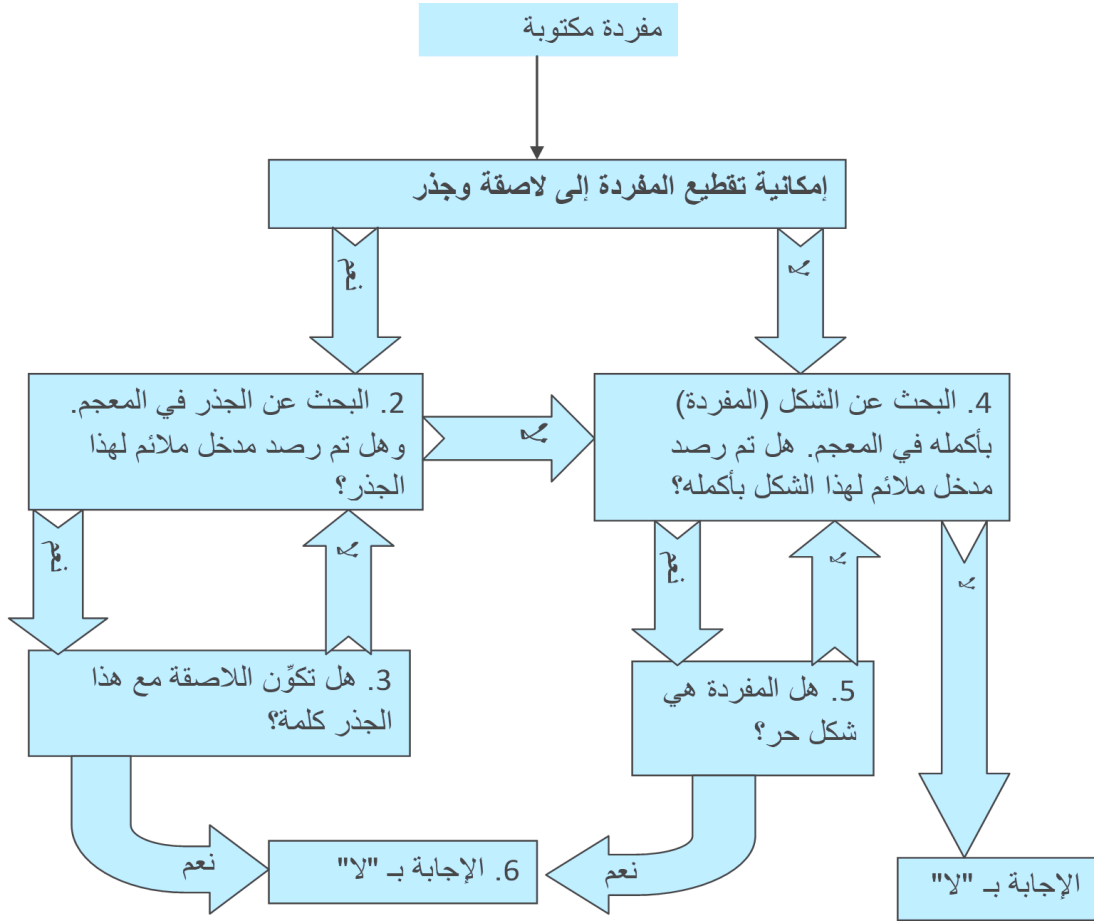 مفردة مكتوبة
إمكانية تقطيع المفردة إلى لاصقة وجذر
نعم
لا
2. البحث عن الجذر في المعجم.
وهل تم رصد مدخل ملائم لهذا
الجذر؟
لا
4. البحث عن الشكل (المفردة)
بأكمله في المعجم. هل تم رصد
مدخل ملائم لهذا الشكل بأكمله؟
نعم
لا
نعم
لا
لا
3. هل تكوِّن اللاصقة مع هذا
الجذر كلمة؟
5. هل المفردة هي
شكل حر؟
نعم
6. الإجابة بـ "لا"
نعم
الإجابة بـ "لا"